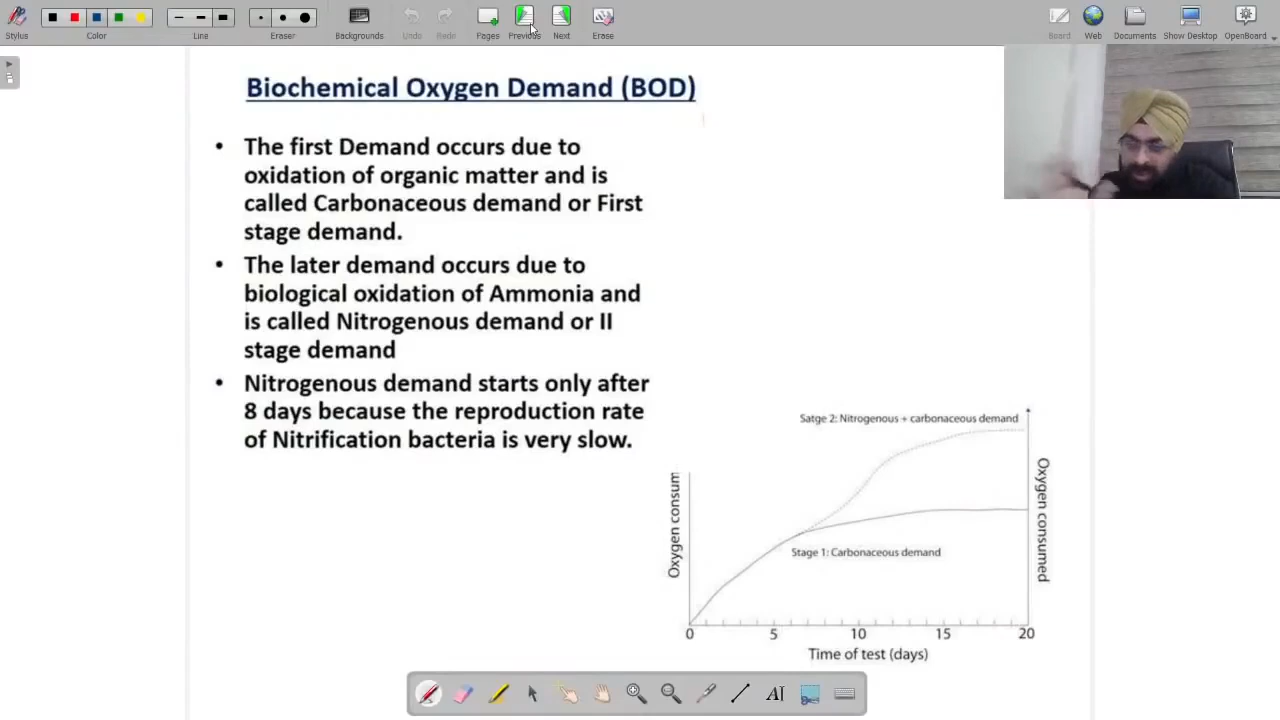 Stylus
Color
Line
Eraser
Backgrounds
Undo
Redo
Pages
Previous
Next
Erase
Board
Web
Documents
Show Desktop
OpenBoard
Biochemical Oxygen Demand (BOD)
• The first Demand occurs due to
oxidation of organic matter and is
called Carbonaceous demand or First
stage demand.
• The later demand occurs due to
biological oxidation of Ammonia and
is called Nitrogenous demand or II
stage demand
• Nitrogenous demand starts only after
8 days because the reproduction rate
of Nitrification bacteria is very slow.
Satge 2: Nitrogenous + carbonaceous demand
Oxygen consum
Oxygen consumed
Stage 1: Carbonaceous demand
0 5 10 15 20
Time of test (days)
AI